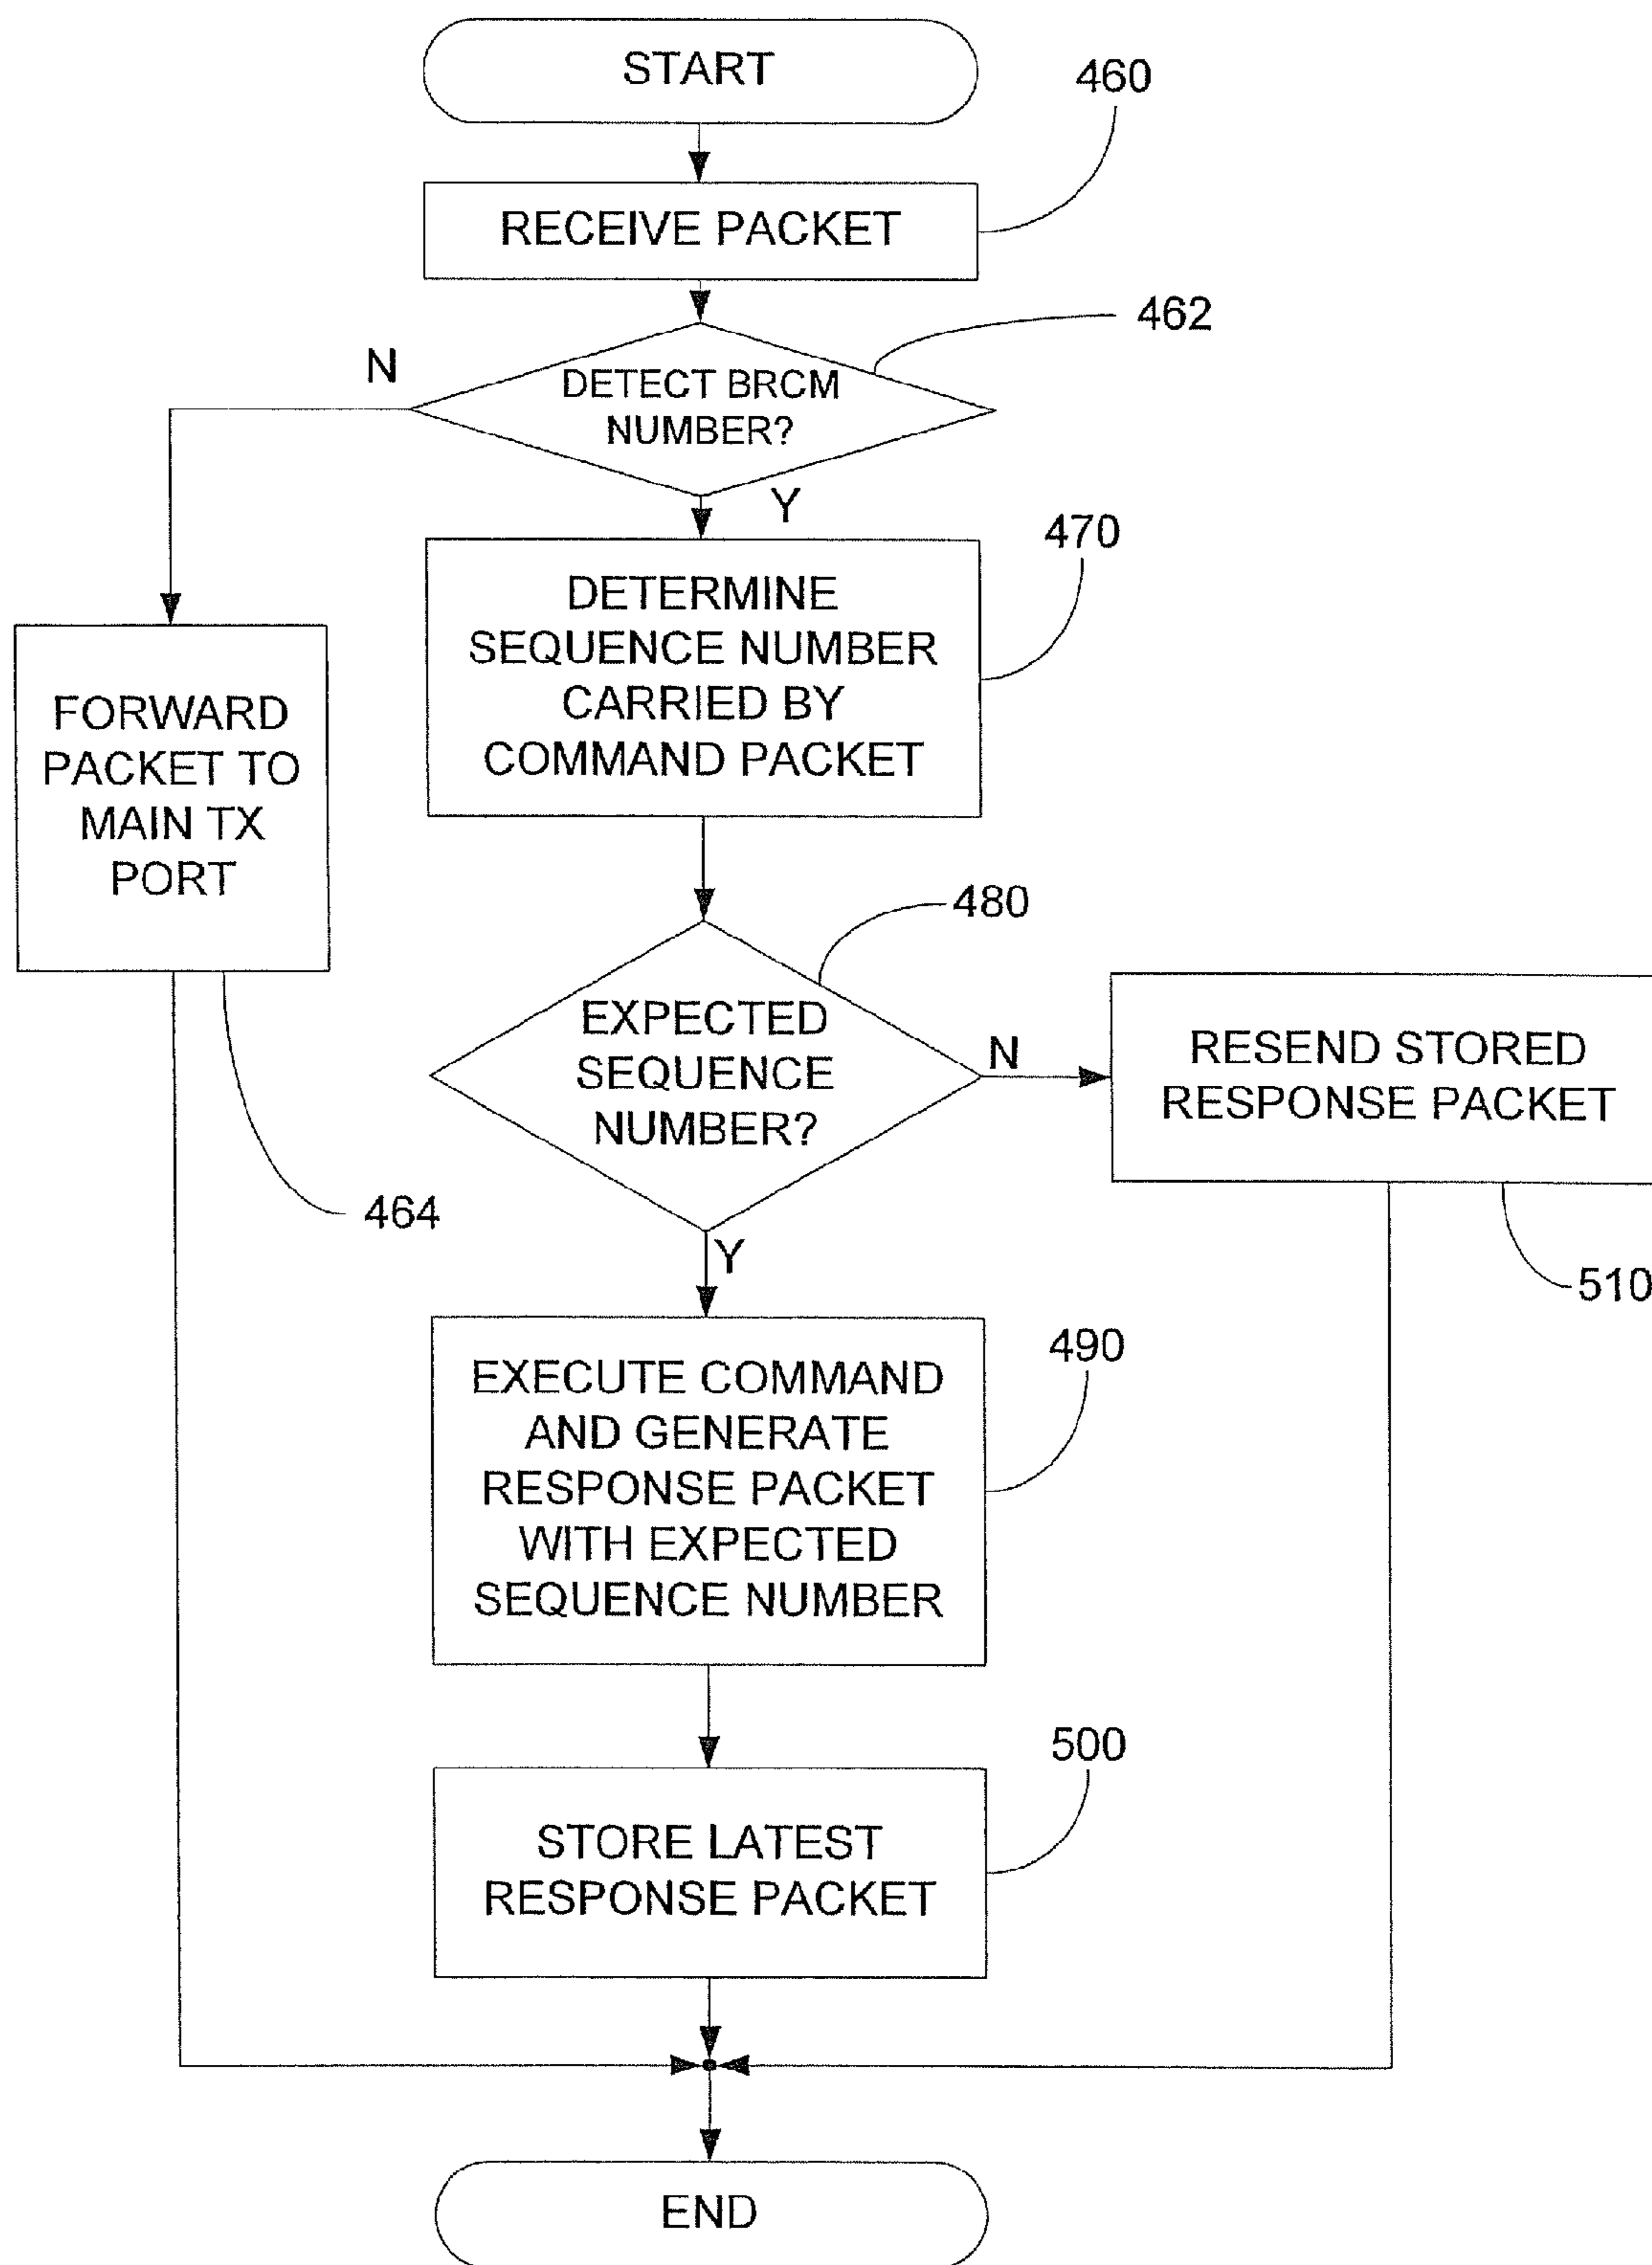 START
460
RECEIVE PACKET
462
N
DETECT BRCM
NUMBER?
Y
470
DETERMINE
SEQUENCE NUMBER
CARRIED BY
COMMAND PACKET
FORWARD
PACKET TO
MAIN TX
PORT
464
480
EXPECTED
SEQUENCE
NUMBER?
N
RESEND STORED
RESPONSE PACKET
510
Y
490
EXECUTE COMMAND
AND GENERATE
RESPONSE PACKET
WITH EXPECTED
SEQUENCE NUMBER
500
STORE LATEST
RESPONSE PACKET
END